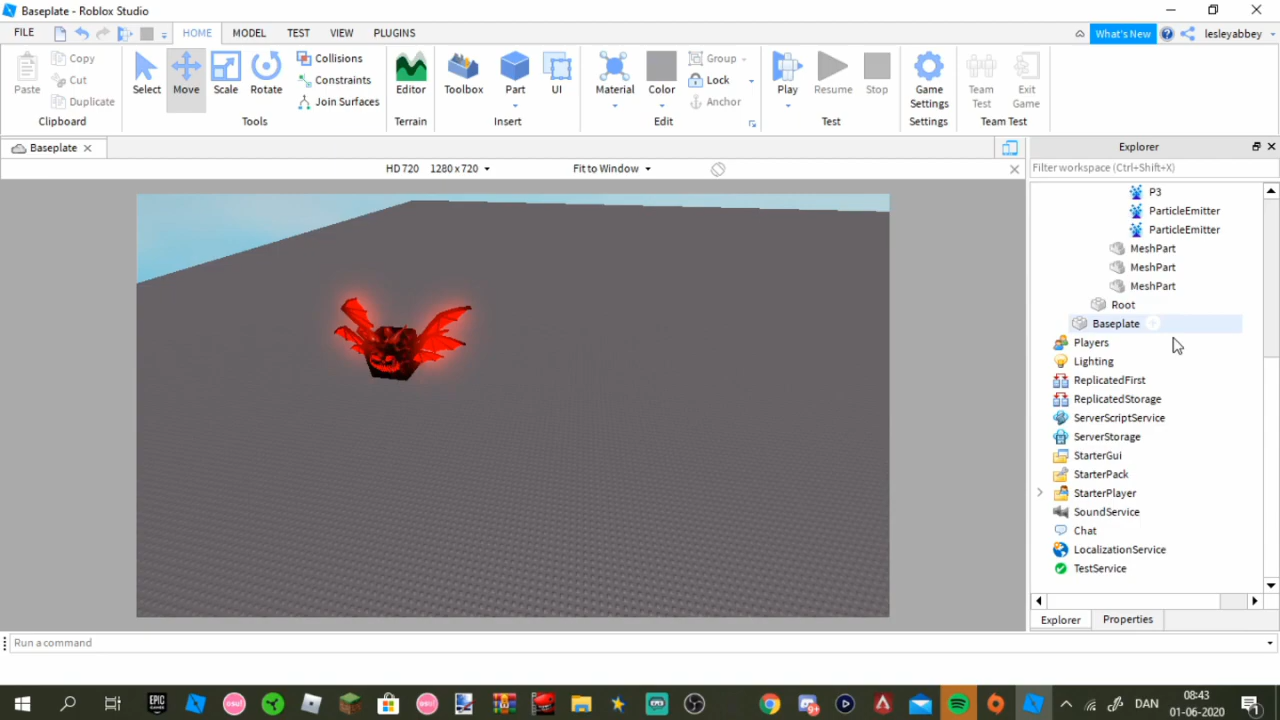 Baseplate - Roblox Studio
FILE HOME MODEL TEST VIEW PLUGINS What's New lesleyabbey
Paste Copy Cut Duplicate Select Move Scale Rotate Collisions Constraints Join Surfaces Editor Toolbox Part UI Material Color Group Lock Anchor Play Resume Stop Game Settings Team Test Exit Game
Clipboard Tools Terrain Insert Edit Test Settings Team Test
Baseplate Explorer
HD 720 1280 x 720 Fit to Window Filter workspace (Ctrl+Shift+X)
P3
ParticleEmitter
ParticleEmitter
MeshPart
MeshPart
MeshPart
Root
Baseplate
Players
Lighting
ReplicatedFirst
ReplicatedStorage
ServerScriptService
ServerStorage
StarterGui
StarterPack
StarterPlayer
SoundService
Chat
LocalizationService
TestService
Explorer Properties
Run a command
EPIC GAMES osu! osu! DAN 08:43
01-06-2020 1